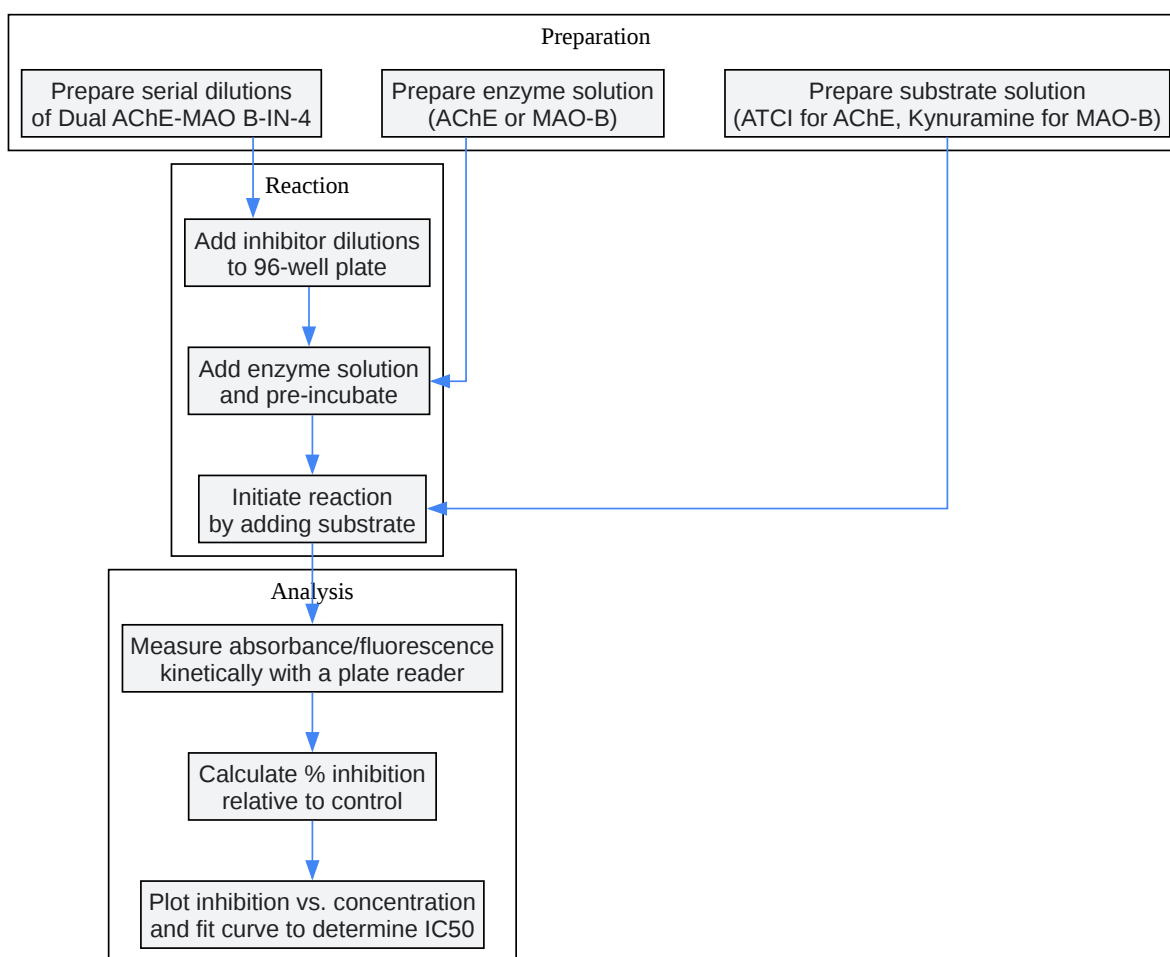 Preparation
Prepare serial dilutions
of Dual AChE-MAO B-IN-4
Prepare enzyme solution
(AChE or MAO-B)
Prepare substrate solution
(ATCI for AChE, Kynuramine for MAO-B)
Reaction
Add inhibitor dilutions
to 96-well plate
Add enzyme solution
and pre-incubate
Initiate reaction
by adding substrate
Analysis
Measure absorbance/fluorescence
kinetically with a plate reader
Calculate % inhibition
relative to control
Plot inhibition vs. concentration
and fit curve to determine IC50